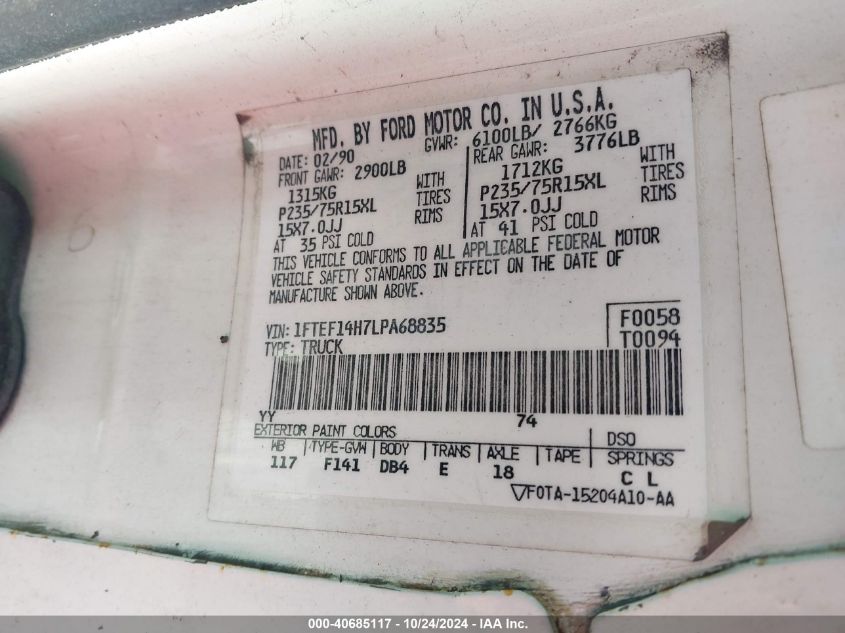 MFD. BY FORD MOTOR CO. IN U.S.A.
DATE: 02/90 GVWR: 6100LB/ 2766KG
FRONT GAWR: 2900LB REAR GAWR: 3776LB
1315KG WITH 1712KG WITH
P235/75R15XL TIRES P235/75R15XL TIRES
15X7.0JJ RIMS 15X7.0JJ RIMS
AT 35 PSI COLD AT 41 PSI COLD
THIS VEHICLE CONFORMS TO ALL APPLICABLE FEDERAL MOTOR
VEHICLE SAFETY STANDARDS IN EFFECT ON THE DATE OF
MANUFACTURE SHOWN ABOVE.
VIN: 1FTEF14H7LPA68835 F0058
TYPE: TRUCK T0094
YY 74
EXTERIOR PAINT COLORS DSO
WB TYPE-GVW BODY TRANS AXLE TAPE SPRINGS
117 F141 DB4 E 18 C L
F0TA-15204A10-AA
000-40685117 • 10/24/2024 • IAA Inc.